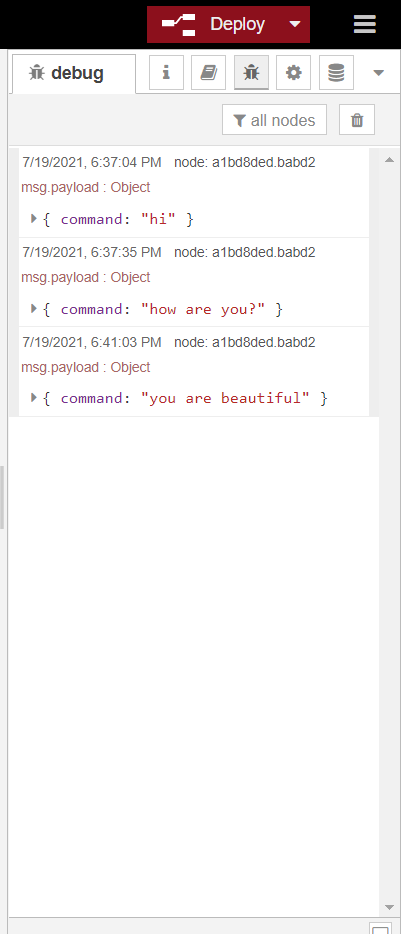 Deploy
debug
all nodes
7/19/2021, 6:37:04 PM node: a1bd8ded.babd2
msg.payload : Object
{ command: "hi" }
7/19/2021, 6:37:35 PM node: a1bd8ded.babd2
msg.payload : Object
{ command: "how are you?" }
7/19/2021, 6:41:03 PM node: a1bd8ded.babd2
msg.payload : Object
{ command: "you are beautiful" }